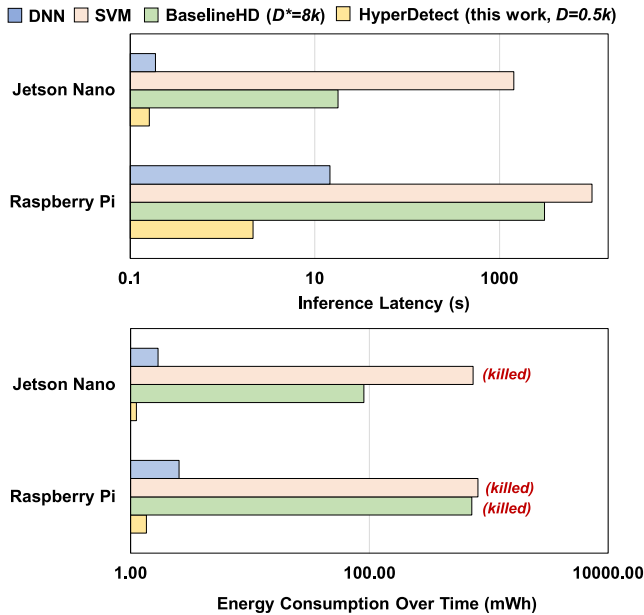 DNN SVM BaselineHD (D*=8k) HyperDetect (this work, D=0.5k)
Jetson Nano
Raspberry Pi
0.1 10 1000
Inference Latency (s)
Jetson Nano
(killed)
Raspberry Pi
(killed)
(killed)
1.00 100.00 10000.00
Energy Consumption Over Time (mWh)